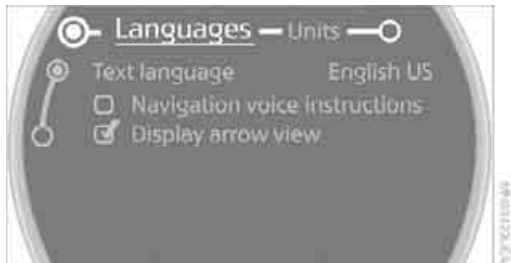 Languages Units
Text language English US
Navigation voice instructions
Display arrow view